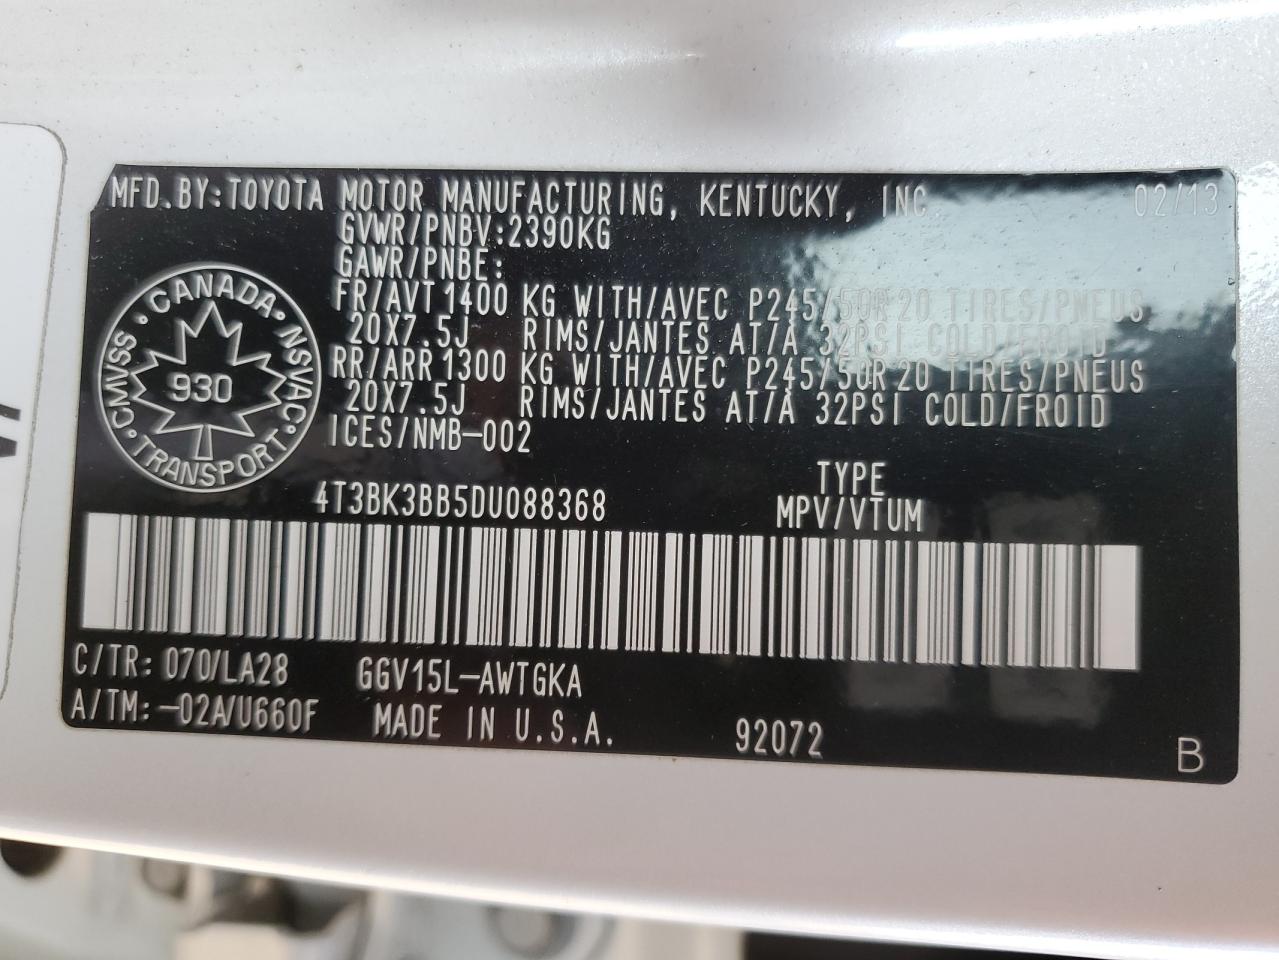 MFD.BY:TOYOTA MOTOR MANUFACTURING, KENTUCKY, INC. 02/13
GVWR/PNBV:2390KG
GAWR/PNBE:
FR/AVT 1400 KG WITH/AVEC P245/50R20 TIRES/PNEUS
20X7.5J RIMS/JANTES AT/A 32PSI COLD/FROID
RR/ARR 1300 KG WITH/AVEC P245/50R20 TIRES/PNEUS
20X7.5J RIMS/JANTES AT/A 32PSI COLD/FROID
ICES/NMB-002
CANADA · NSVAC · TRANSPORT · CMVSS ·
930
4T3BK3BB5DU088368
TYPE
MPV/VTUM
C/TR: 070/LA28 GGV15L-AWTGKA
A/TM:-02A/U660F MADE IN U.S.A. 92072
B